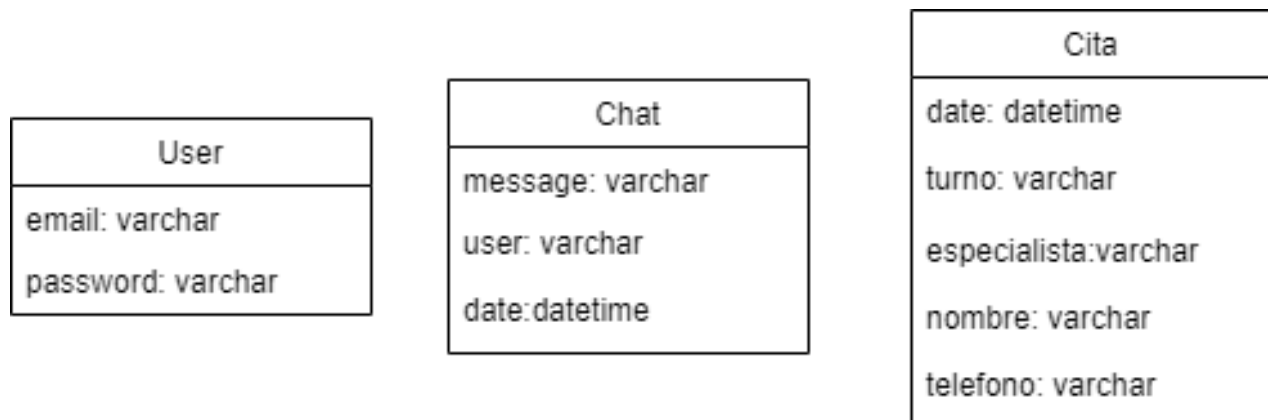 User
email: varchar
password: varchar
Chat
message: varchar
user: varchar
date:datetime
Cita
date: datetime
turno: varchar
especialista:varchar
nombre: varchar
telefono: varchar